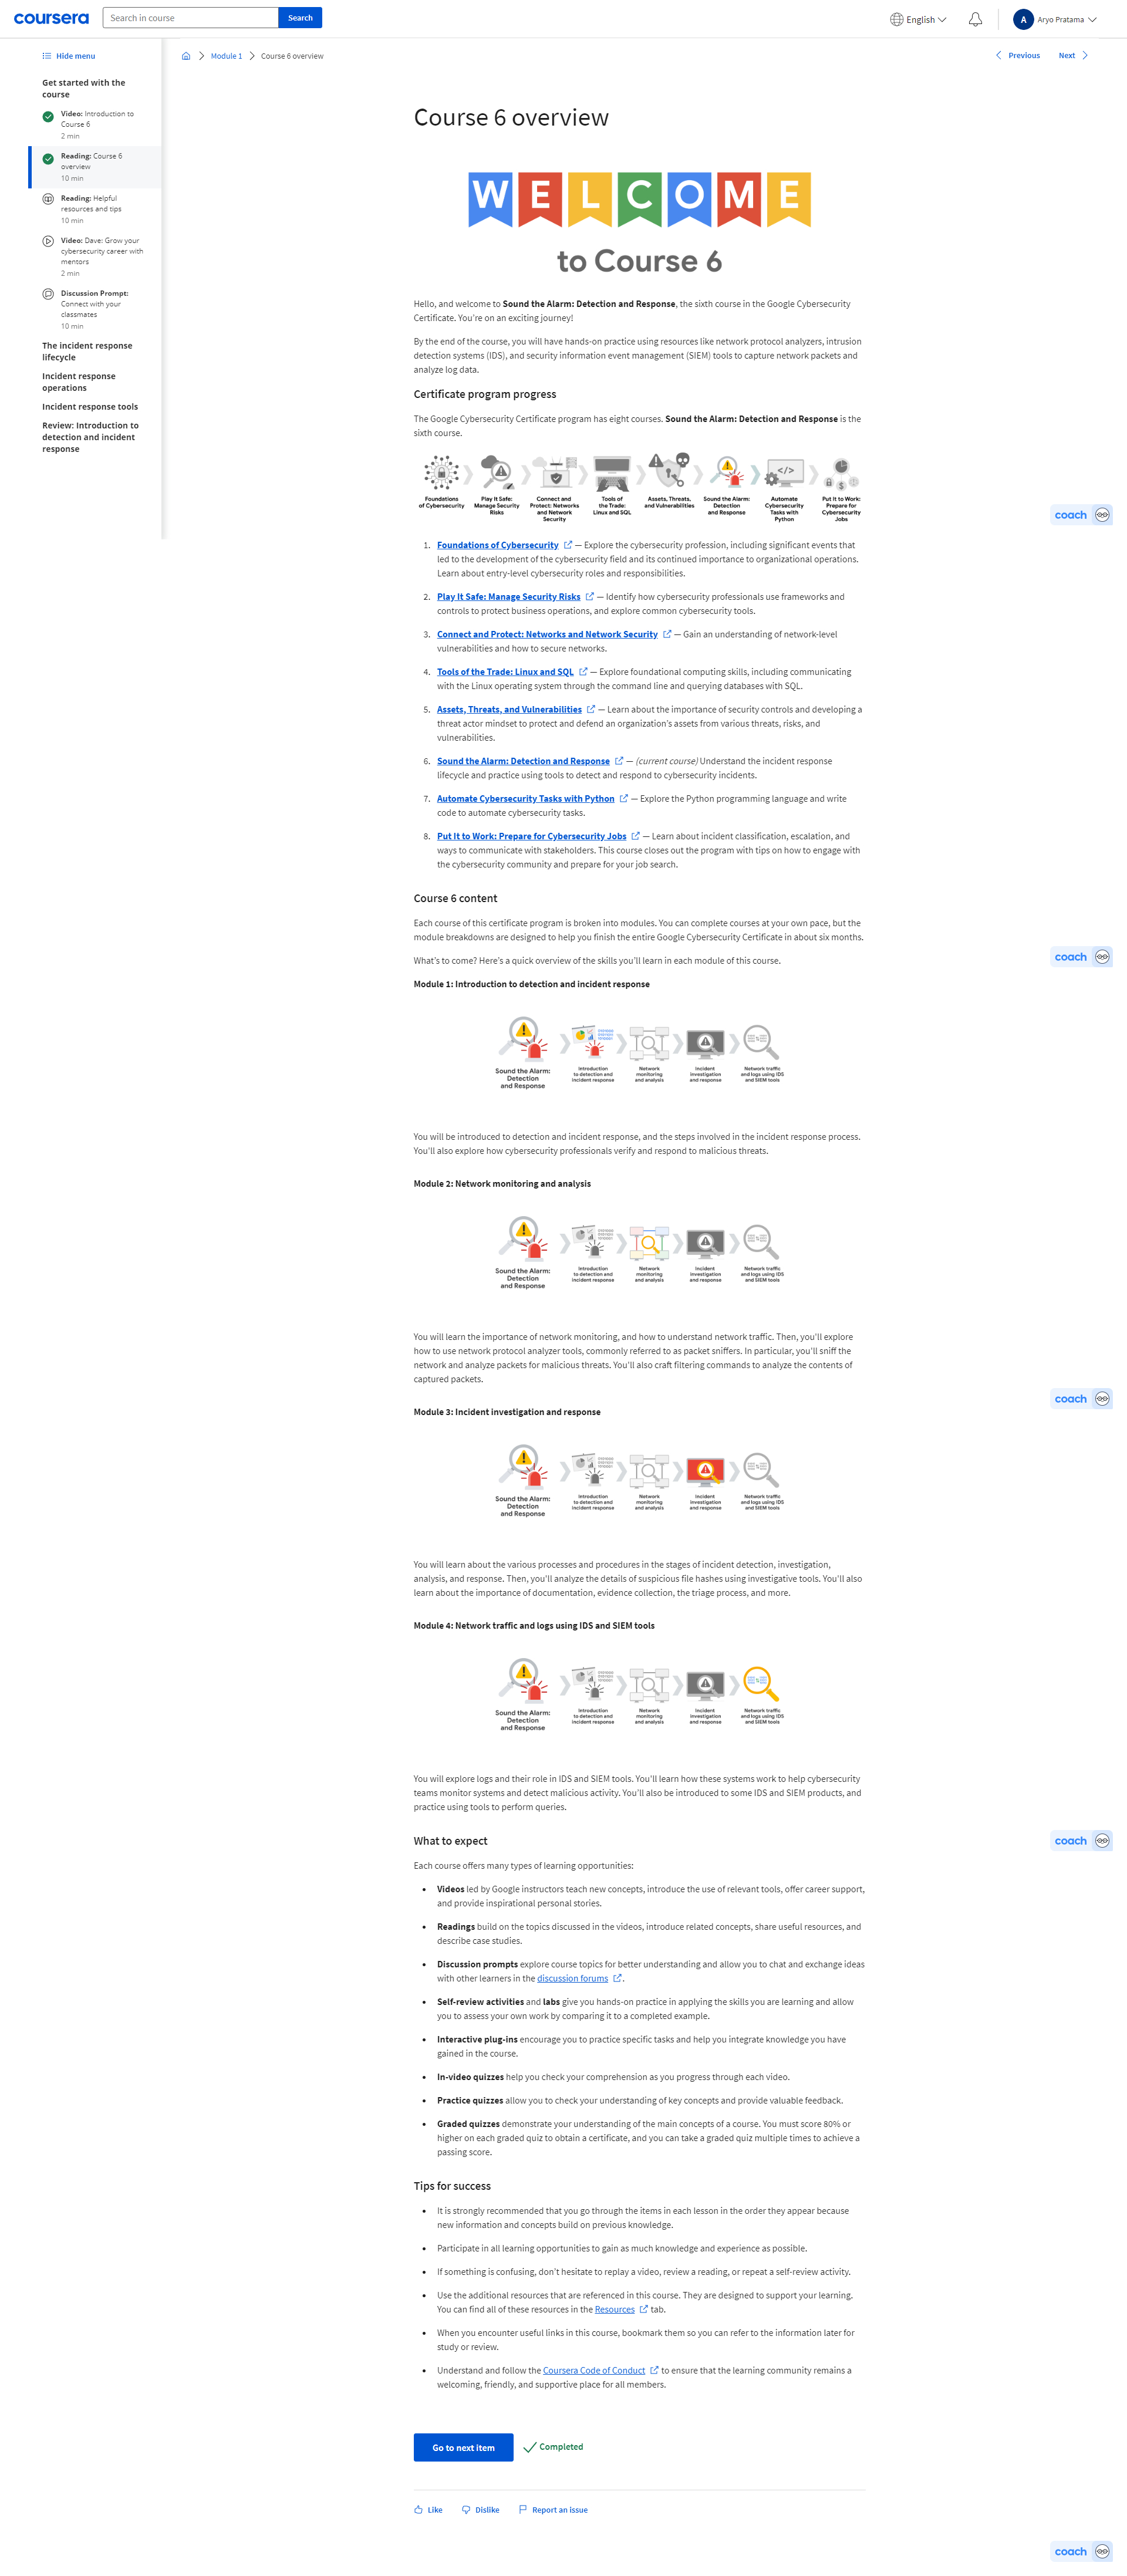 coursera
Search in course
Search
English
A
Aryo Pratama
Hide menu
Get started with the
course
Video: Introduction to
Course 6
2 min
Reading: Course 6
overview
10 min
Reading: Helpful
resources and tips
10 min
Video: Dave: Grow your
cybersecurity career with
mentors
2 min
Discussion Prompt:
Connect with your
classmates
10 min
The incident response
lifecycle
Incident response
operations
Incident response tools
Review: Introduction to
detection and incident
response
Module 1
Course 6 overview
Previous
Next
Course 6 overview
WELCOME
to Course 6
Hello, and welcome to Sound the Alarm: Detection and Response, the sixth course in the Google Cybersecurity
Certificate. You're on an exciting journey!
By the end of the course, you will have hands-on practice using resources like network protocol analyzers, intrusion
detection systems (IDS), and security information event management (SIEM) tools to capture network packets and
analyze log data.
Certificate program progress
The Google Cybersecurity Certificate program has eight courses. Sound the Alarm: Detection and Response is the
sixth course.
Foundations
of Cybersecurity
Play It Safe:
Manage Security
Risks
Connect and
Protect: Networks
and Network
Security
Tools of
the Trade:
Linux and SQL
Assets, Threats,
and Vulnerabilities
Sound the Alarm:
Detection
and Response
Automate
Cybersecurity
Tasks with
Python
Put It to Work:
Prepare for
Cybersecurity
Jobs
coach
1. Foundations of Cybersecurity — Explore the cybersecurity profession, including significant events that
led to the development of the cybersecurity field and its continued importance to organizational operations.
Learn about entry-level cybersecurity roles and responsibilities.
2. Play It Safe: Manage Security Risks — Identify how cybersecurity professionals use frameworks and
controls to protect business operations, and explore common cybersecurity tools.
3. Connect and Protect: Networks and Network Security — Gain an understanding of network-level
vulnerabilities and how to secure networks.
4. Tools of the Trade: Linux and SQL — Explore foundational computing skills, including communicating
with the Linux operating system through the command line and querying databases with SQL.
5. Assets, Threats, and Vulnerabilities — Learn about the importance of security controls and developing a
threat actor mindset to protect and defend an organization's assets from various threats, risks, and
vulnerabilities.
6. Sound the Alarm: Detection and Response — (current course) Understand the incident response
lifecycle and practice using tools to detect and respond to cybersecurity incidents.
7. Automate Cybersecurity Tasks with Python — Explore the Python programming language and write
code to automate cybersecurity tasks.
8. Put It to Work: Prepare for Cybersecurity Jobs — Learn about incident classification, escalation, and
ways to communicate with stakeholders. This course closes out the program with tips on how to engage with
the cybersecurity community and prepare for your job search.
Course 6 content
Each course of this certificate program is broken into modules. You can complete courses at your own pace, but the
module breakdowns are designed to help you finish the entire Google Cybersecurity Certificate in about six months.
What's to come? Here's a quick overview of the skills you'll learn in each module of this course.
coach
Module 1: Introduction to detection and incident response
Sound the Alarm:
Detection
and Response
Introduction
to detection and
incident response
Network
monitoring
and analysis
Incident
investigation
and response
Network traffic
and logs using IDS
and SIEM tools
You will be introduced to detection and incident response, and the steps involved in the incident response process.
You'll also explore how cybersecurity professionals verify and respond to malicious threats.
Module 2: Network monitoring and analysis
Sound the Alarm:
Detection
and Response
Introduction
to detection and
incident response
Network
monitoring
and analysis
Incident
investigation
and response
Network traffic
and logs using IDS
and SIEM tools
You will learn the importance of network monitoring, and how to understand network traffic. Then, you'll explore
how to use network protocol analyzer tools, commonly referred to as packet sniffers. In particular, you'll sniff the
network and analyze packets for malicious threats. You'll also craft filtering commands to analyze the contents of
captured packets.
coach
Module 3: Incident investigation and response
Sound the Alarm:
Detection
and Response
Introduction
to detection and
incident response
Network
monitoring
and analysis
Incident
investigation
and response
Network traffic
and logs using IDS
and SIEM tools
You will learn about the various processes and procedures in the stages of incident detection, investigation,
analysis, and response. Then, you'll analyze the details of suspicious file hashes using investigative tools. You'll also
learn about the importance of documentation, evidence collection, the triage process, and more.
Module 4: Network traffic and logs using IDS and SIEM tools
Sound the Alarm:
Detection
and Response
Introduction
to detection and
incident response
Network
monitoring
and analysis
Incident
investigation
and response
Network traffic
and logs using IDS
and SIEM tools
You will explore logs and their role in IDS and SIEM tools. You'll learn how these systems work to help cybersecurity
teams monitor systems and detect malicious activity. You'll also be introduced to some IDS and SIEM products, and
practice using tools to perform queries.
What to expect
coach
Each course offers many types of learning opportunities:
• Videos led by Google instructors teach new concepts, introduce the use of relevant tools, offer career support,
and provide inspirational personal stories.
• Readings build on the topics discussed in the videos, introduce related concepts, share useful resources, and
describe case studies.
• Discussion prompts explore course topics for better understanding and allow you to chat and exchange ideas
with other learners in the discussion forums.
• Self-review activities and labs give you hands-on practice in applying the skills you are learning and allow
you to assess your own work by comparing it to a completed example.
• Interactive plug-ins encourage you to practice specific tasks and help you integrate knowledge you have
gained in the course.
• In-video quizzes help you check your comprehension as you progress through each video.
• Practice quizzes allow you to check your understanding of key concepts and provide valuable feedback.
• Graded quizzes demonstrate your understanding of the main concepts of a course. You must score 80% or
higher on each graded quiz to obtain a certificate, and you can take a graded quiz multiple times to achieve a
passing score.
Tips for success
• It is strongly recommended that you go through the items in each lesson in the order they appear because
new information and concepts build on previous knowledge.
• Participate in all learning opportunities to gain as much knowledge and experience as possible.
• If something is confusing, don't hesitate to replay a video, review a reading, or repeat a self-review activity.
• Use the additional resources that are referenced in this course. They are designed to support your learning.
You can find all of these resources in the Resources tab.
• When you encounter useful links in this course, bookmark them so you can refer to the information later for
study or review.
• Understand and follow the Coursera Code of Conduct to ensure that the learning community remains a
welcoming, friendly, and supportive place for all members.
Go to next item
Completed
Like
Dislike
Report an issue
coach